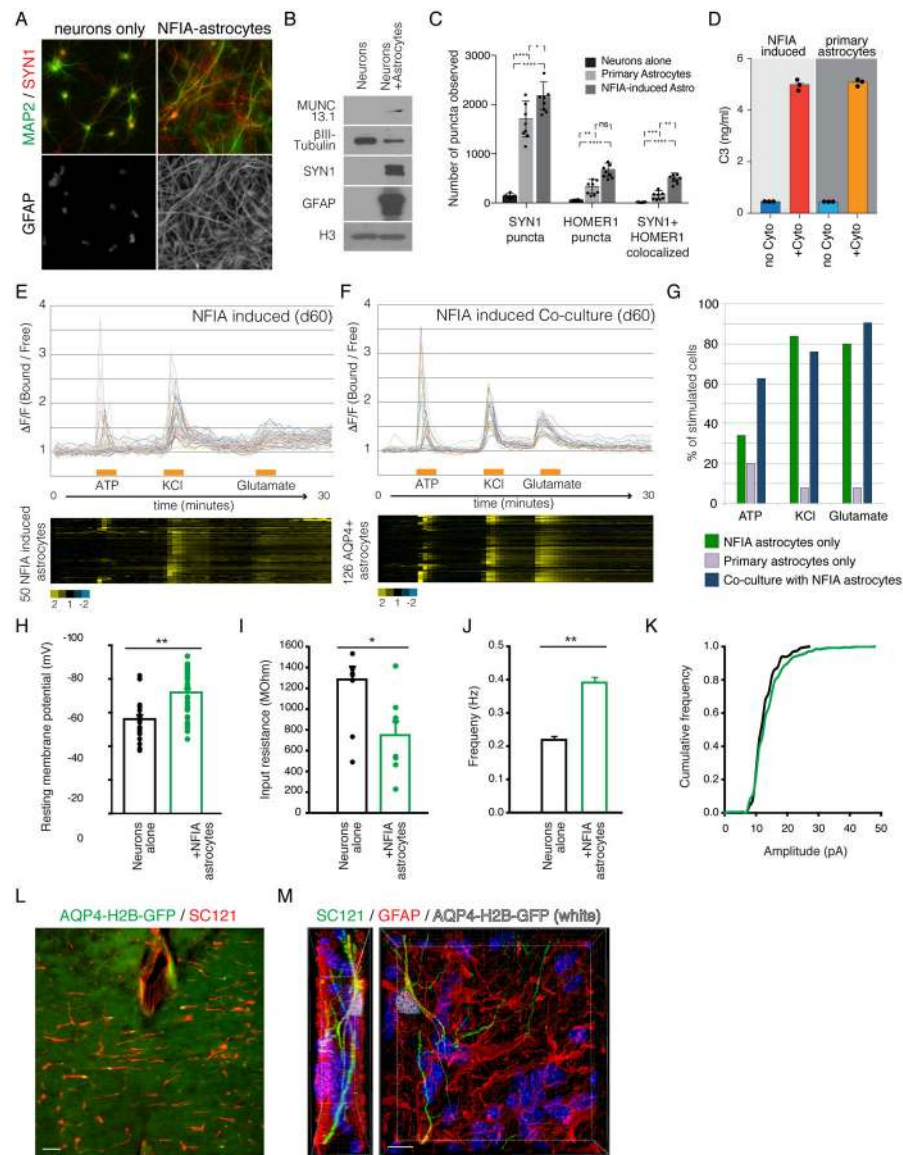 A
neurons only
NFIA-astrocytes
MAP2 / SYN1
GFAP
B
Neurons
Neurons
+Astrocytes
MUNC
13.1
βIII-
Tubulin
SYN1
GFAP
H3
C
Number of puncta observed
3000
2000
1000
0
Neurons alone
Primary Astrocytes
NFIA-induced Astro
**** *
****
** ns
****
*** **
****
SYN1
puncta
HOMER1
puncta
SYN1+
HOMER1
colocalized
D
C3 (ng/ml)
NFIA
induced
primary
astrocytes
6
4
2
0
no Cyto
+Cyto
no Cyto
+Cyto
E
NFIA induced (d60)
ΔF/F (Bound / Free)
4
3
2
1
ATP
KCl
Glutamate
0
time (minutes)
30
50 NFIA induced
astrocytes
2 1 -2
F
NFIA induced Co-culture (d60)
ΔF/F (Bound / Free)
4
3
2
1
ATP
KCl
Glutamate
0
time (minutes)
30
126 AQP4+
astrocytes
2 1 -2
G
% of stimulated cells
100
80
60
40
20
0
ATP
KCl
Glutamate
NFIA astrocytes only
Primary astrocytes only
Co-culture with NFIA astrocytes
H
Resting membrane potential (mV)
-100
-80
-60
-40
-20
0
**
Neurons
alone
+NFIA
astrocytes
I
Input resistance (MOhm)
1600
1400
1200
1000
800
600
400
200
0
*
Neurons
alone
+NFIA
astrocytes
J
Frequeny (Hz)
0.5
0.4
0.3
0.2
0.1
0.0
**
Neurons
alone
+NFIA
astrocytes
K
Cumulative frequency
1.0
0.8
0.6
0.4
0.2
0.0
0 10 20 30 40 50
Amplitude (pA)
L
AQP4-H2B-GFP / SC121
M
SC121 / GFAP / AQP4-H2B-GFP (white)